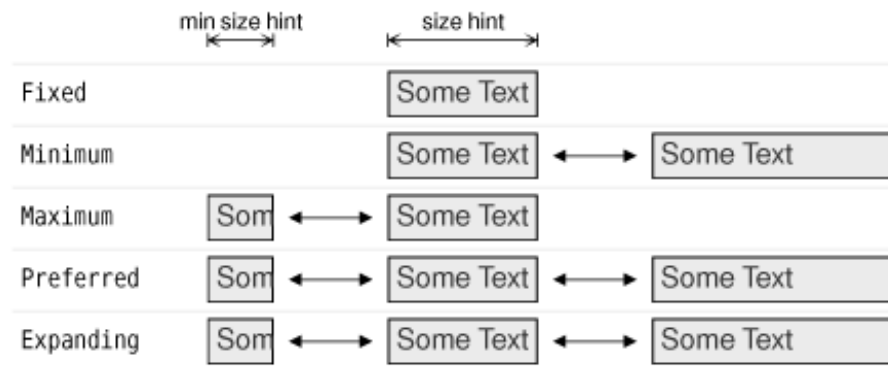 min size hint size hint
Fixed Some Text
Minimum Some Text Some Text
Maximum Som Some Text
Preferred Som Some Text Some Text
Expanding Som Some Text Some Text